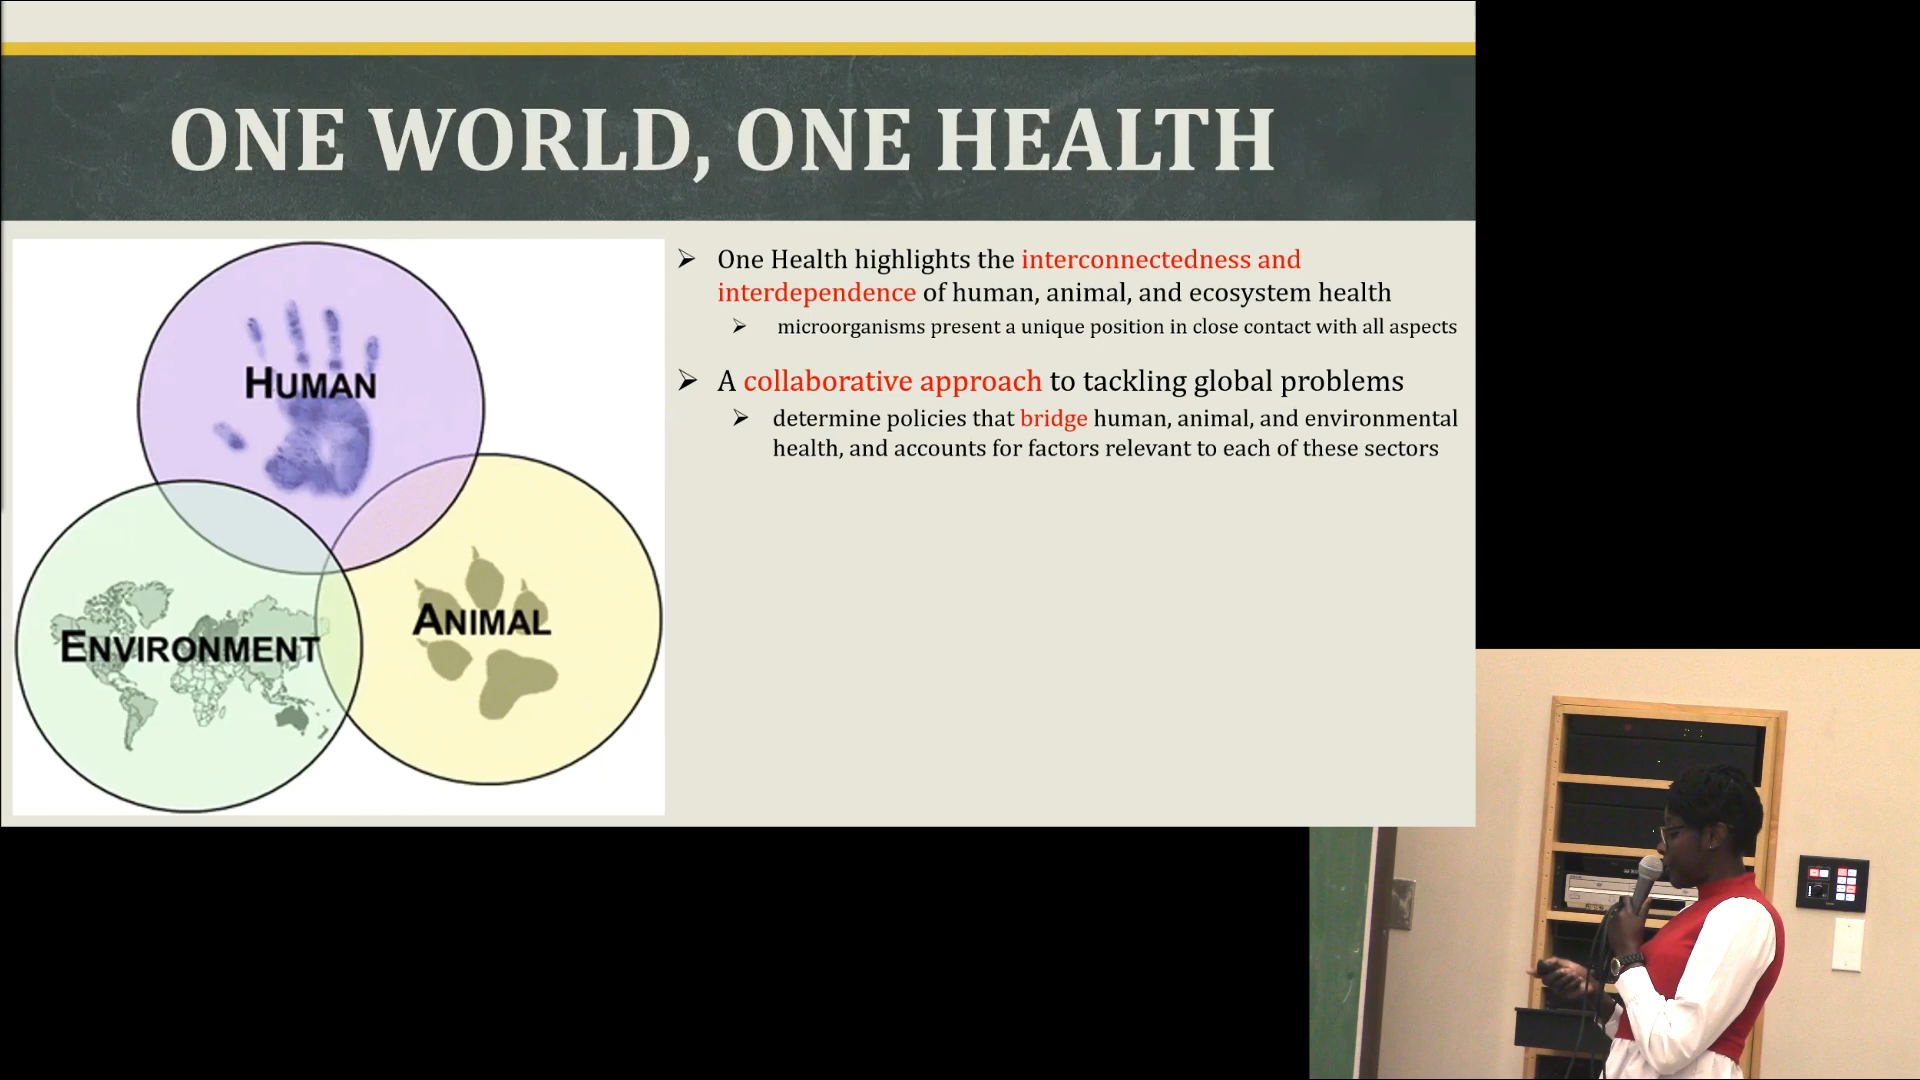 ONE WORLD, ONE HEALTH
HUMAN
ENVIRONMENT
ANIMAL
➢ One Health highlights the interconnectedness and
interdependence of human, animal, and ecosystem health
➢ microorganisms present a unique position in close contact with all aspects
➢ A collaborative approach to tackling global problems
➢ determine policies that bridge human, animal, and environmental
health, and accounts for factors relevant to each of these sectors